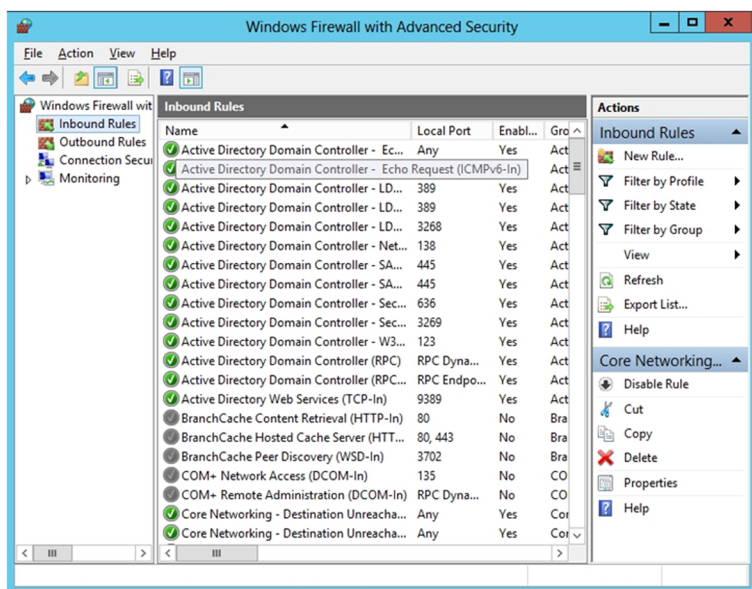 Windows Firewall with Advanced Security
File Action View Help
Windows Firewall wit
Inbound Rules
Outbound Rules
Connection Secui
Monitoring
Inbound Rules
Name Local Port Enabl... Gro
Active Directory Domain Controller - Ec... Any Yes Act
Active Directory Domain Controller - Echo Request (ICMPv6-In) Act
Active Directory Domain Controller - LD... 389 Yes Act
Active Directory Domain Controller - LD... 389 Yes Act
Active Directory Domain Controller - LD... 3268 Yes Act
Active Directory Domain Controller - Net... 138 Yes Act
Active Directory Domain Controller - SA... 445 Yes Act
Active Directory Domain Controller - SA... 445 Yes Act
Active Directory Domain Controller - Sec... 636 Yes Act
Active Directory Domain Controller - Sec... 3269 Yes Act
Active Directory Domain Controller - W3... 123 Yes Act
Active Directory Domain Controller (RPC) RPC Dyna... Yes Act
Active Directory Domain Controller (RPC... RPC Endpo... Yes Act
Active Directory Web Services (TCP-In) 9389 Yes Act
BranchCache Content Retrieval (HTTP-In) 80 No Bra
BranchCache Hosted Cache Server (HTT... 80, 443 No Bra
BranchCache Peer Discovery (WSD-In) 3702 No Bra
COM+ Network Access (DCOM-In) 135 No CO
COM+ Remote Administration (DCOM-In) RPC Dyna... No CO
Core Networking - Destination Unreacha... Any Yes Cor
Core Networking - Destination Unreacha... Any Yes Cor
Actions
Inbound Rules
New Rule...
Filter by Profile
Filter by State
Filter by Group
View
Refresh
Export List...
Help
Core Networking...
Disable Rule
Cut
Copy
Delete
Properties
Help